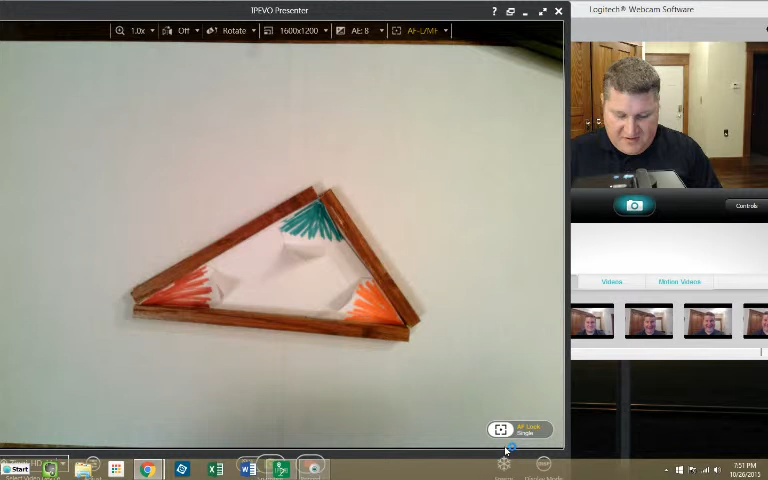 IPEVO Presenter
Logitech® Webcam Software
1.0x
Off
Rotate
1600x1200
AE: 8
AF-L/MF
Controls
Videos
Motion Videos
AF Lock
Single
Start
7:51 PM
10/26/2015